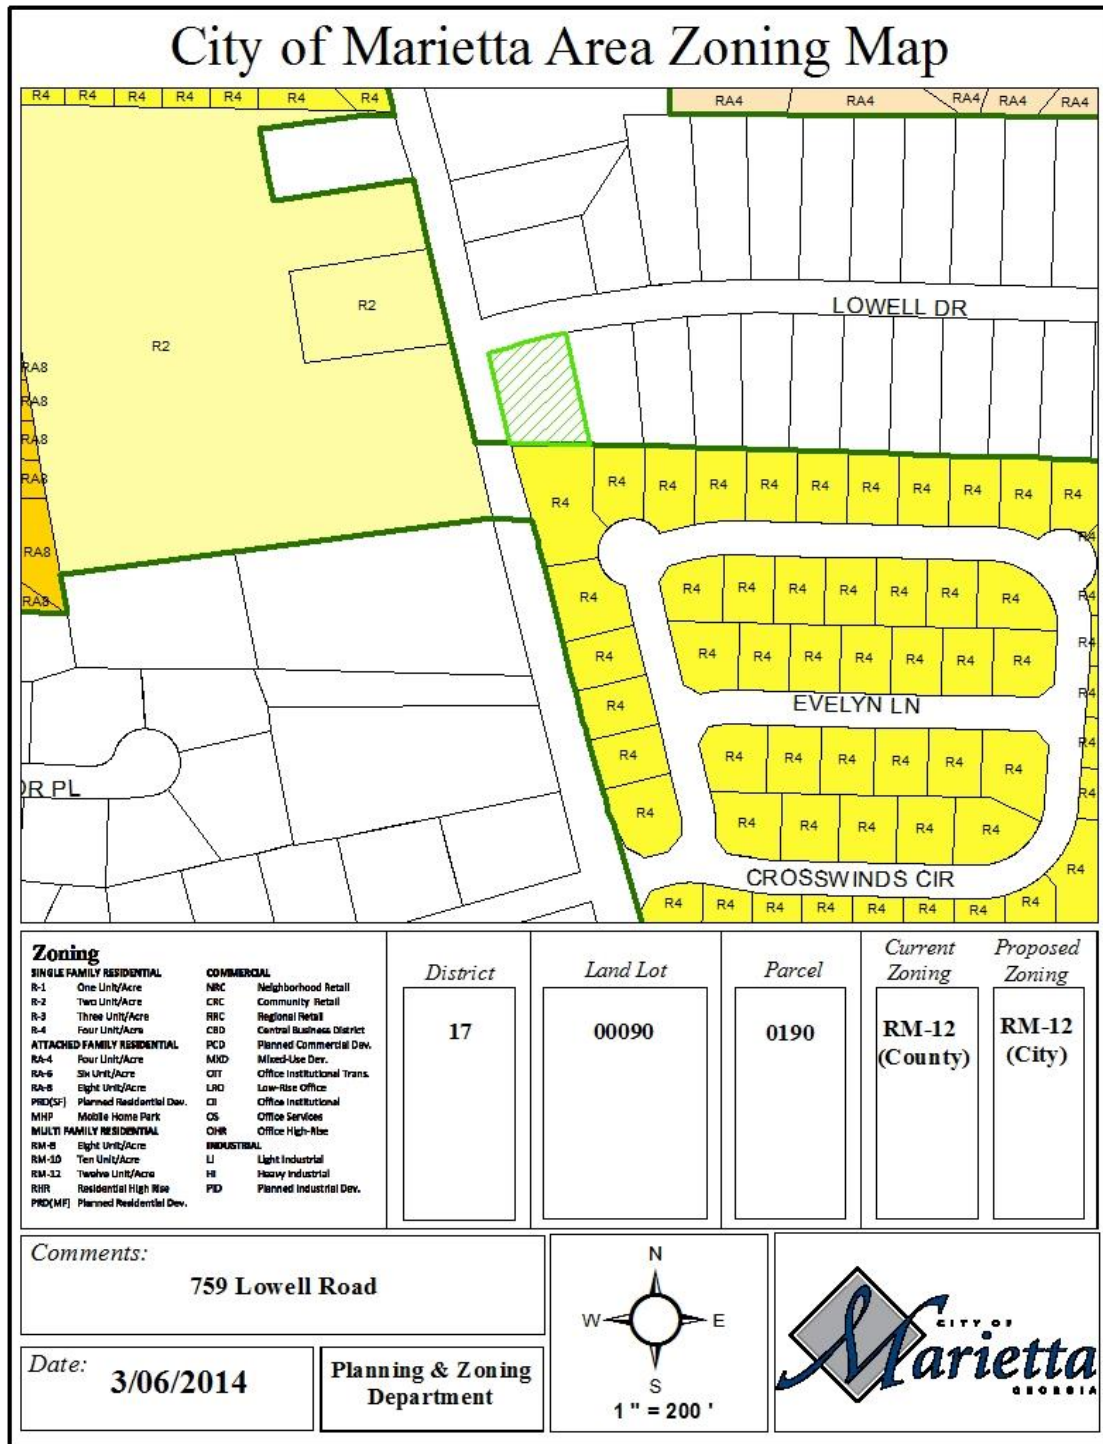 City of Marietta Area Zoning Map
R4 R4 R4 R4 R4 R4 R4
RA4 RA4 RA4 RA4 RA4
LOWELL DR
R2
R2
RA8
RA8
RA8
RA8
RA8
RA8
R4 R4 R4 R4 R4 R4 R4 R4 R4 R4 R4
R4
R4 R4 R4 R4 R4 R4 R4 R4 R4
R4 R4 R4 R4 R4 R4 R4 R4 R4
R4 EVELYN LN R4
R4 R4 R4 R4 R4 R4 R4 R4
OR PL
R4 R4 R4 R4 R4 R4 R4
CROSSWINDS CIR R4
R4 R4 R4 R4 R4 R4 R4 R4
Zoning
SINGLE FAMILY RESIDENTIAL
R-1 One Unit/Acre
R-2 Two Unit/Acre
R-3 Three Unit/Acre
R-4 Four Unit/Acre
ATTACHED FAMILY RESIDENTIAL
RA-4 Four Unit/Acre
RA-6 Six Unit/Acre
RA-8 Eight Unit/Acre
PRD(SF) Planned Residential Dev.
MHP Mobile Home Park
MULTI FAMILY RESIDENTIAL
RM-8 Eight Unit/Acre
RM-10 Ten Unit/Acre
RM-12 Twelve Unit/Acre
RHR Residential High Rise
PRD(MF) Planned Residential Dev.
COMMERCIAL
NRC Neighborhood Retail
CRC Community Retail
RRC Regional Retail
CBD Central Business District
PCD Planned Commercial Dev.
MXD Mixed-Use Dev.
OIT Office Institutional Trans.
LRO Low-Rise Office
OI Office Institutional
OS Office Services
OHR Office High-Rise
INDUSTRIAL
LI Light Industrial
HI Heavy Industrial
PID Planned Industrial Dev.
District
17
Land Lot
00090
Parcel
0190
Current
Zoning
RM-12
(County)
Proposed
Zoning
RM-12
(City)
Comments:
759 Lowell Road
Date:
3/06/2014
Planning & Zoning
Department
N
W E
S
1 " = 200 '
CITY OF
Marietta
GEORGIA